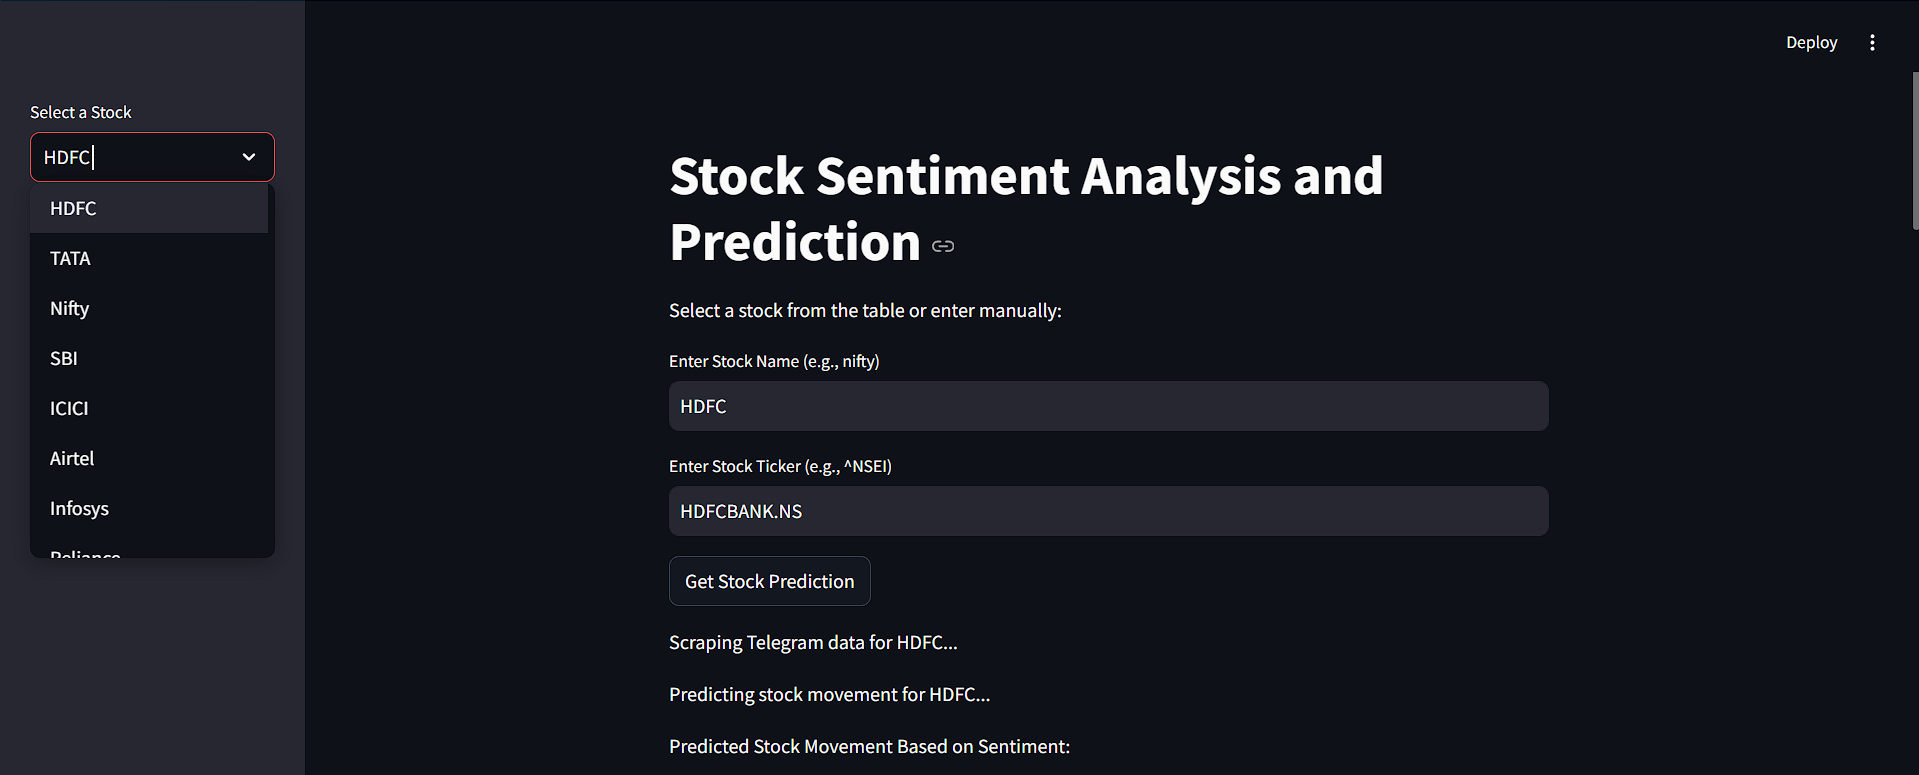 Deploy
Select a Stock
HDFC
HDFC
TATA
Nifty
SBI
ICICI
Airtel
Infosys
Reliance
Stock Sentiment Analysis and
Prediction
Select a stock from the table or enter manually:
Enter Stock Name (e.g., nifty)
HDFC
Enter Stock Ticker (e.g., ^NSEI)
HDFCBANK.NS
Get Stock Prediction
Scraping Telegram data for HDFC...
Predicting stock movement for HDFC...
Predicted Stock Movement Based on Sentiment: